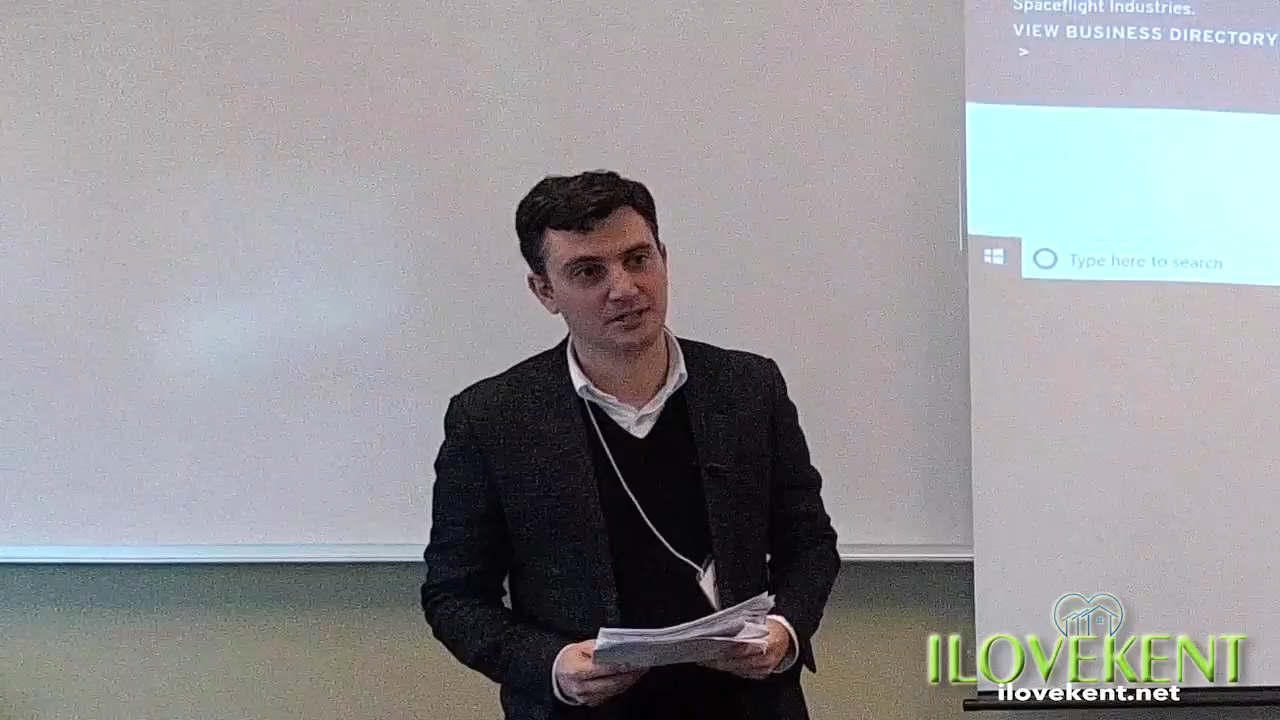 Spaceflight Industries.
VIEW BUSINESS DIRECTORY
>
Type here to search
ILOVEKENT
ilovekent.net